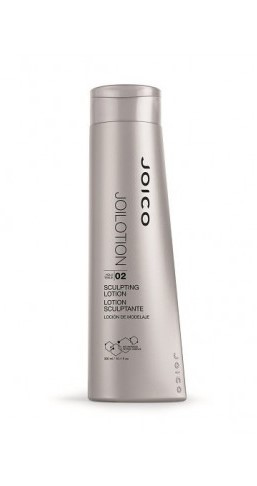 JOICO
JOILOTION
02
SCULPTING
LOTION
LOTION
SCULPTANTE
LOCIÓN DE MODELAJE
JOICO